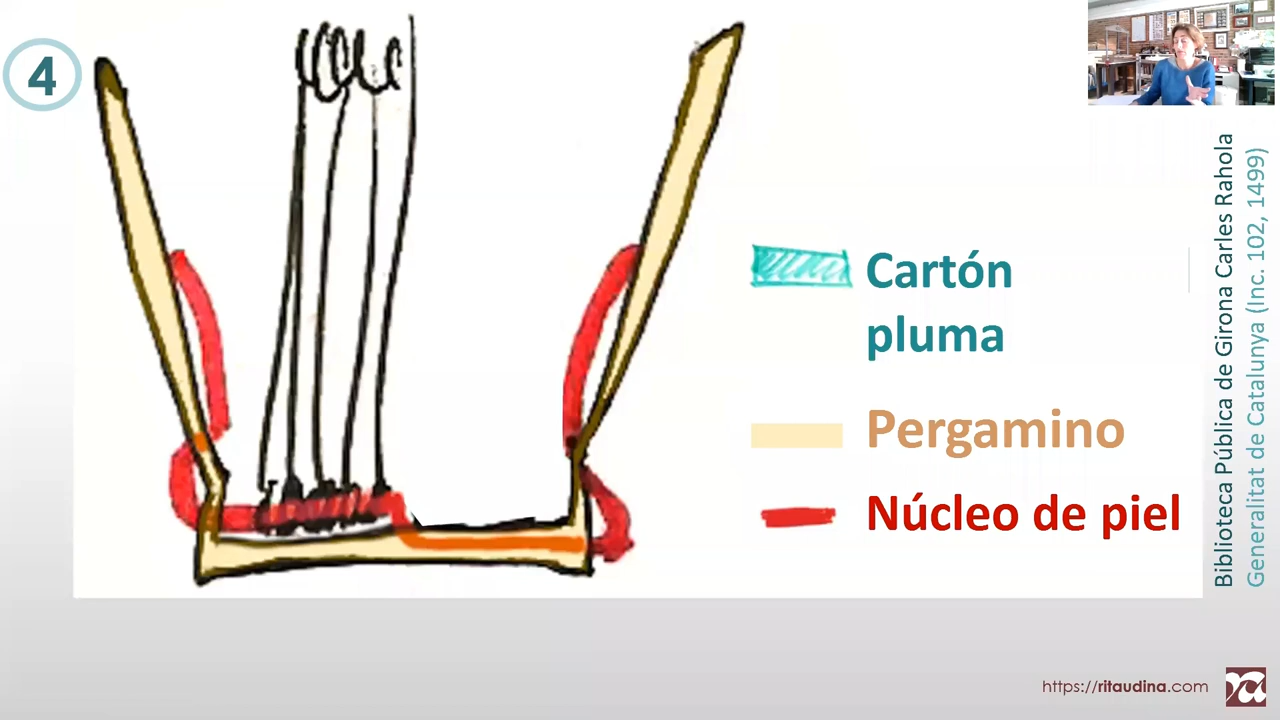 4
Cartón
pluma
Pergamino
Núcleo de piel
Biblioteca Pública de Girona Carles Rahola
Generalitat de Catalunya (Inc. 102, 1499)
https://ritaudina.com